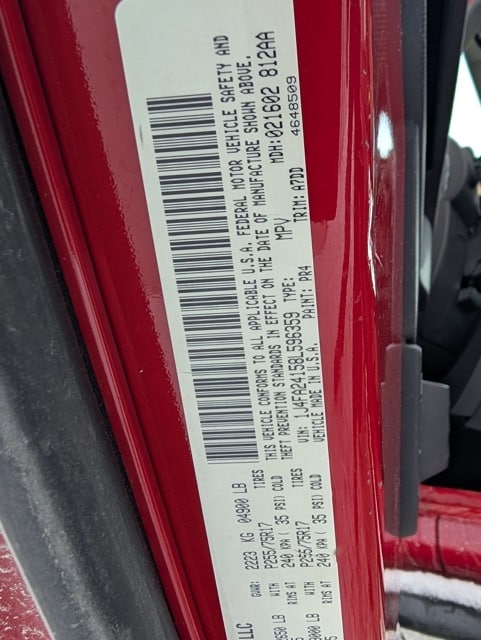 LLC
GVWR: 2223 KG 04900 LB
P255/75R17 TIRES
WITH
RIMS AT 240 KPA ( 35 PSI) COLD
TIRES
WITH
RIMS AT 240 KPA ( 35 PSI) COLD
THIS VEHICLE CONFORMS TO ALL APPLICABLE U.S.A. FEDERAL MOTOR VEHICLE SAFETY AND
THEFT PREVENTION STANDARDS IN EFFECT ON THE DATE OF MANUFACTURE SHOWN ABOVE.
VIN: 1J4FA24158L596359 TYPE: MPV MDH:021602 812AA
VEHICLE MADE IN U.S.A. PAINT: PR4 TRIM: A7DD 4648509